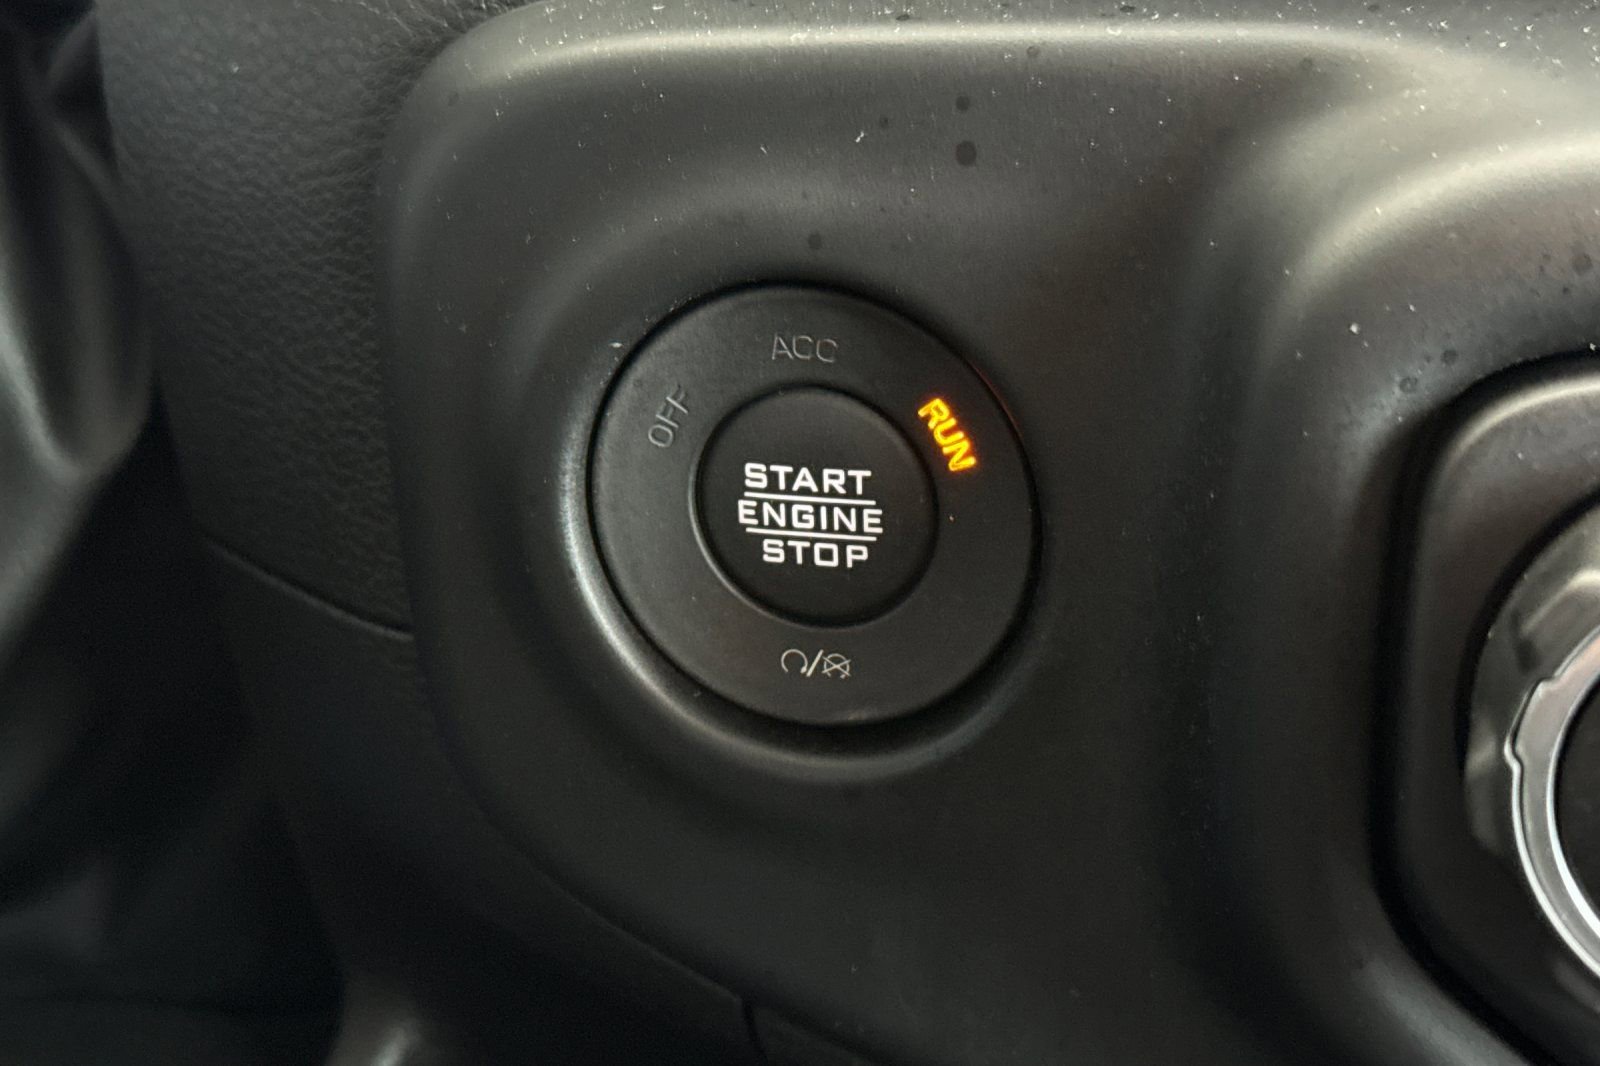 ACC
OFF
RUN
START
ENGINE
STOP